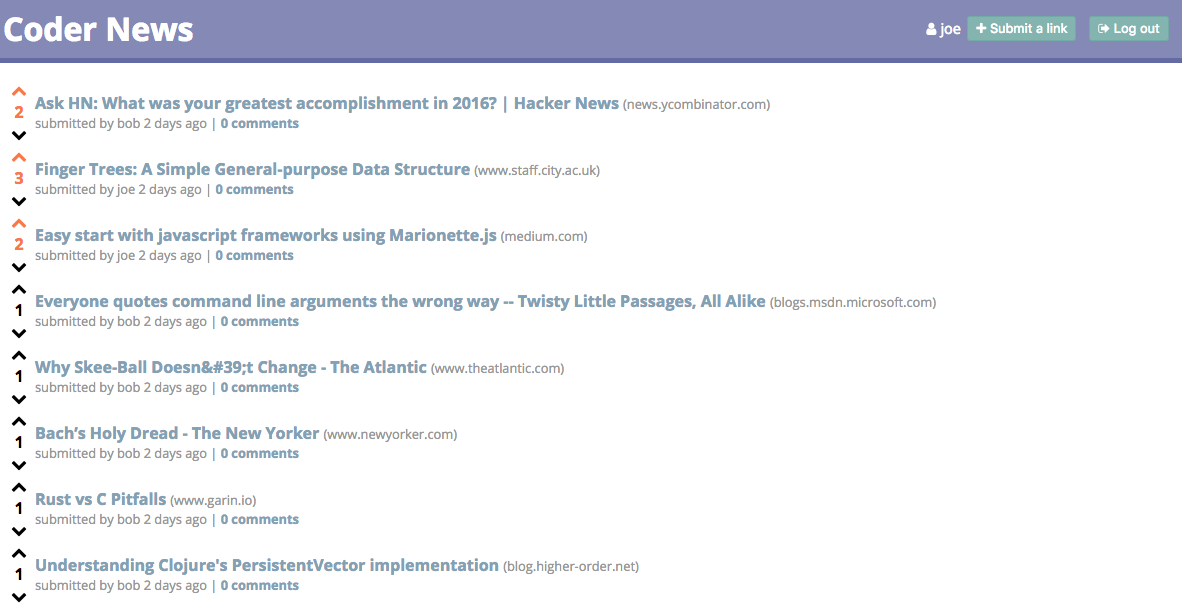 Coder News
joe + Submit a link Log out
2
Ask HN: What was your greatest accomplishment in 2016? | Hacker News (news.ycombinator.com)
submitted by bob 2 days ago | 0 comments
3
Finger Trees: A Simple General-purpose Data Structure (www.staff.city.ac.uk)
submitted by joe 2 days ago | 0 comments
2
Easy start with javascript frameworks using Marionette.js (medium.com)
submitted by joe 2 days ago | 0 comments
1
Everyone quotes command line arguments the wrong way -- Twisty Little Passages, All Alike (blogs.msdn.microsoft.com)
submitted by bob 2 days ago | 0 comments
1
Why Skee-Ball Doesn&#39;t Change - The Atlantic (www.theatlantic.com)
submitted by bob 2 days ago | 0 comments
1
Bach’s Holy Dread - The New Yorker (www.newyorker.com)
submitted by bob 2 days ago | 0 comments
1
Rust vs C Pitfalls (www.garin.io)
submitted by bob 2 days ago | 0 comments
1
Understanding Clojure's PersistentVector implementation (blog.higher-order.net)
submitted by bob 2 days ago | 0 comments